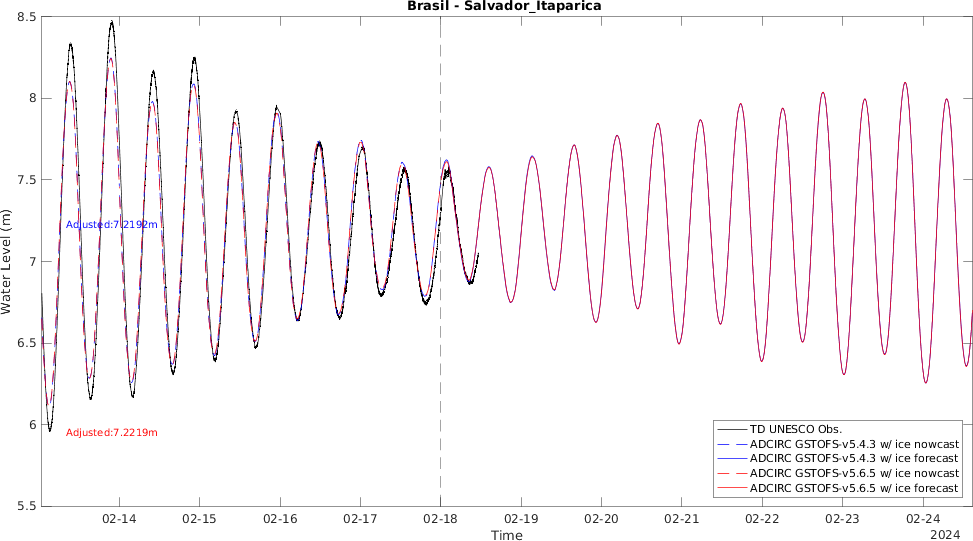 Brasil - Salvador_Itaparica
8.5
8
7.5
7
6.5
6
5.5
Water Level (m)
Adjusted:7.2192m
Adjusted:7.2219m
TD UNESCO Obs.
ADCIRC GSTOFS-v5.4.3 w/ ice nowcast
ADCIRC GSTOFS-v5.4.3 w/ ice forecast
ADCIRC GSTOFS-v5.6.5 w/ ice nowcast
ADCIRC GSTOFS-v5.6.5 w/ ice forecast
02-14 02-15 02-16 02-17 02-18 02-19 02-20 02-21 02-22 02-23 02-24
Time
2024